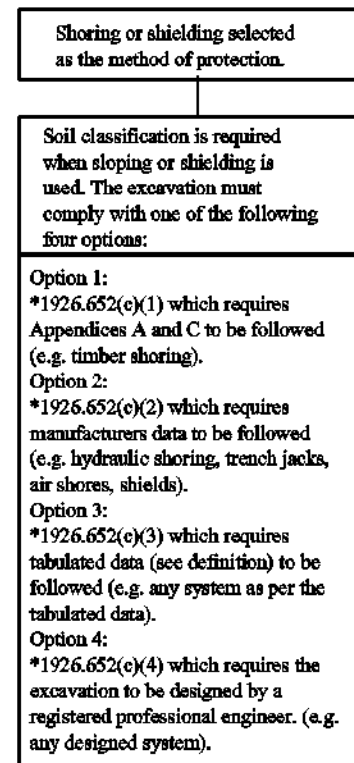 Shoring or shielding selected
as the method of protection.
Soil classification is required
when sloping or shielding is
used. The excavation must
comply with one of the following
four options:
Option 1:
*1926.652(c)(1) which requires
Appendices A and C to be followed
(e.g. timber shoring).
Option 2:
*1926.652(c)(2) which requires
manufacturers data to be followed
(e.g. hydraulic shoring, trench jacks,
air shores, shields).
Option 3:
*1926.652(c)(3) which requires
tabulated data (see definition) to be
followed (e.g. any system as per the
tabulated data).
Option 4:
*1926.652(c)(4) which requires the
excavation to be designed by a
registered professional engineer. (e.g.
any designed system).